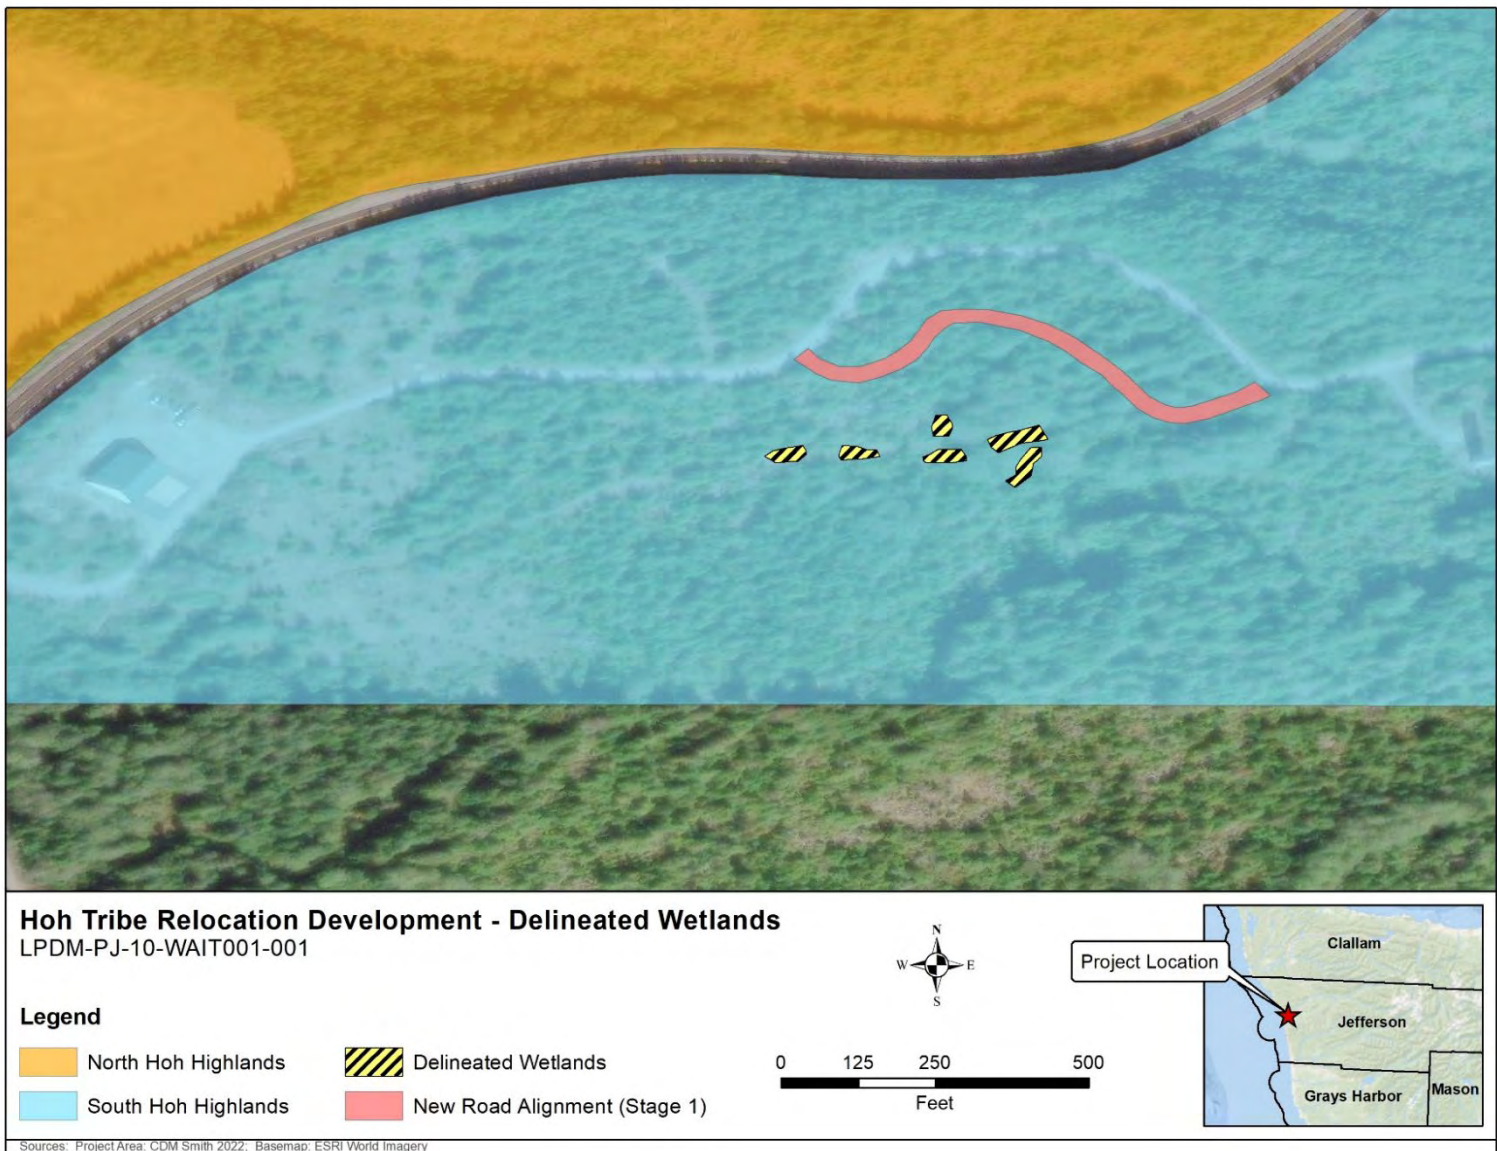 Hoh Tribe Relocation Development - Delineated Wetlands
LPDM-PJ-10-WAIT001-001
Legend
North Hoh Highlands
South Hoh Highlands
Delineated Wetlands
New Road Alignment (Stage 1)
N
W
E
S
0 125 250 500
Feet
Project Location
Clallam
Jefferson
Grays Harbor
Mason
Sources: Project Area: CDM Smith 2022; Basemap: ESRI World Imagery